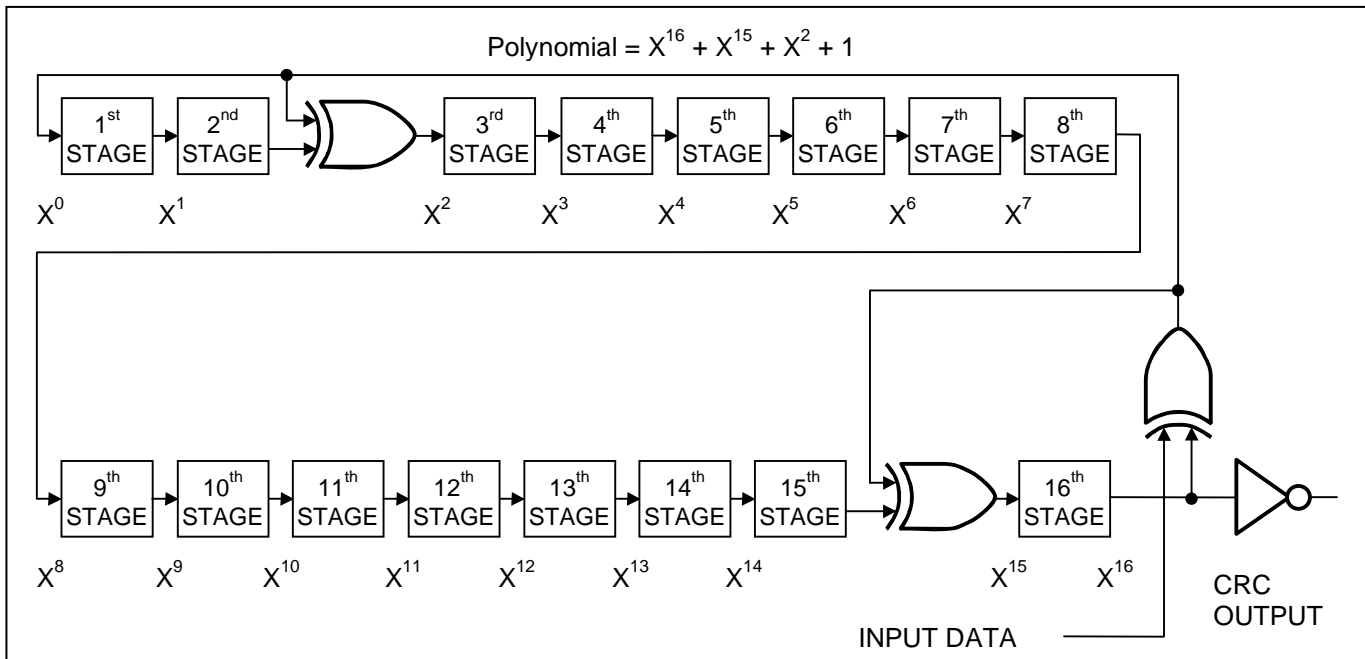 Polynomial = X¹⁶ + X¹⁵ + X² + 1
1st STAGE
2nd STAGE
3rd STAGE
4th STAGE
5th STAGE
6th STAGE
7th STAGE
8th STAGE
X⁰ X¹ X² X³ X⁴ X⁵ X⁶ X⁷
9th STAGE
10th STAGE
11th STAGE
12th STAGE
13th STAGE
14th STAGE
15th STAGE
16th STAGE
X⁸ X⁹ X¹⁰ X¹¹ X¹² X¹³ X¹⁴ X¹⁵ X¹⁶
CRC
OUTPUT
INPUT DATA